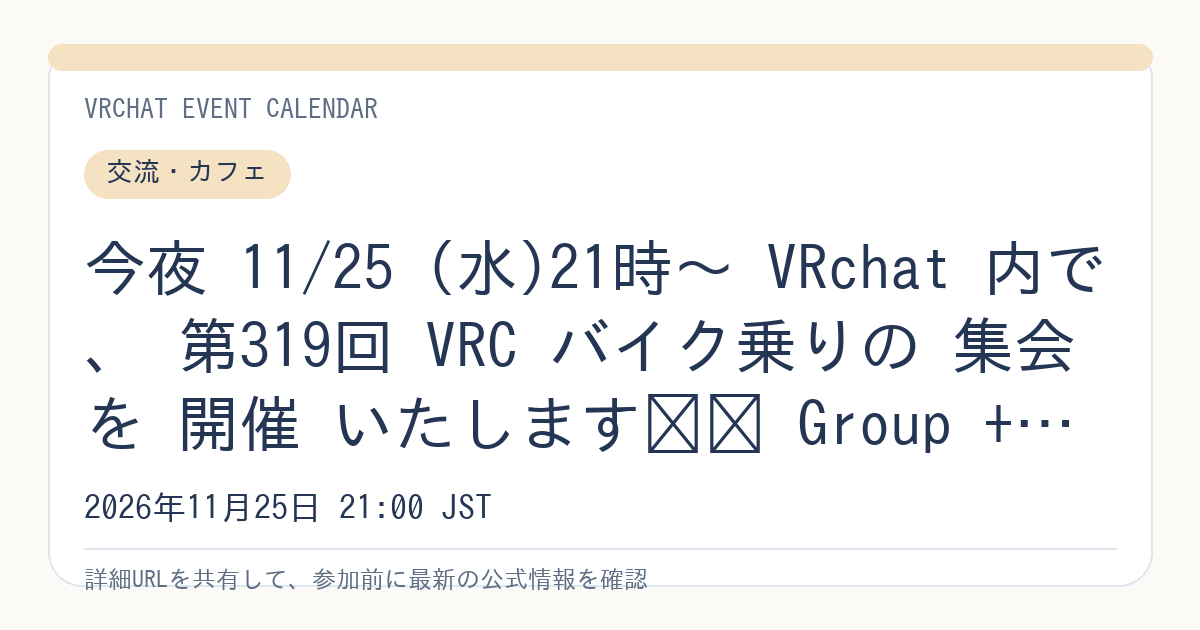 VRCHAT EVENT CALENDAR
交流・カフェ
今夜 11/25 (水)21時〜 VRchat 内で
、 第319回 VRC バイク乗りの 集会
を 開催 いたします Group +…
2026年11月25日 21:00 JST
詳細URLを共有して、参加前に最新の公式情報を確認